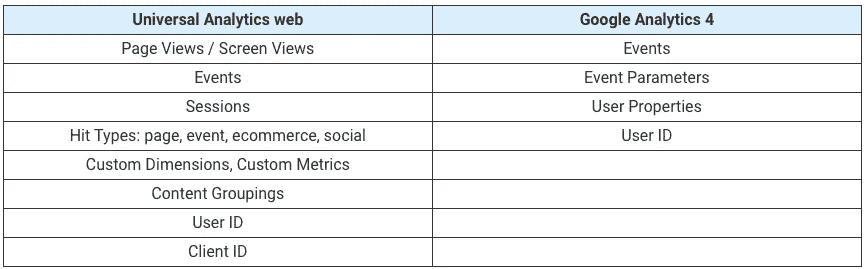 Universal Analytics web Google Analytics 4
Page Views / Screen Views Events
Events Event Parameters
Sessions User Properties
Hit Types: page, event, ecommerce, social User ID
Custom Dimensions, Custom Metrics
Content Groupings
User ID
Client ID